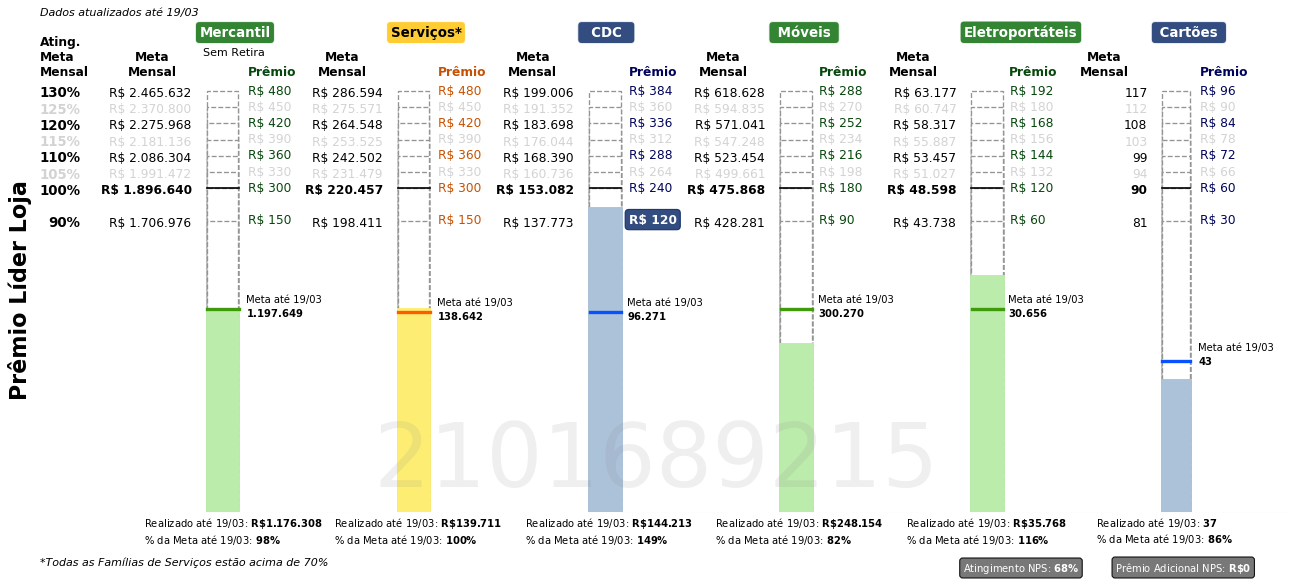 Dados atualizados até 19/03
Mercantil Serviços* CDC Móveis Eletroportáteis Cartões
Sem Retira
Ating. Meta Mensal Meta Mensal Prêmio Meta Mensal Prêmio Meta Mensal Prêmio Meta Mensal Prêmio Meta Mensal Prêmio Meta Mensal Prêmio
130% R$ 2.465.632 R$ 480 R$ 286.594 R$ 480 R$ 199.006 R$ 384 R$ 618.628 R$ 288 R$ 63.177 R$ 192 117 R$ 96
125% R$ 2.370.800 R$ 450 R$ 275.571 R$ 450 R$ 191.352 R$ 360 R$ 594.835 R$ 270 R$ 60.747 R$ 180 112 R$ 90
120% R$ 2.275.968 R$ 420 R$ 264.548 R$ 420 R$ 183.698 R$ 336 R$ 571.041 R$ 252 R$ 58.317 R$ 168 108 R$ 84
115% R$ 2.181.136 R$ 390 R$ 253.525 R$ 390 R$ 176.044 R$ 312 R$ 547.248 R$ 234 R$ 55.887 R$ 156 103 R$ 78
110% R$ 2.086.304 R$ 360 R$ 242.502 R$ 360 R$ 168.390 R$ 288 R$ 523.454 R$ 216 R$ 53.457 R$ 144 99 R$ 72
105% R$ 1.991.472 R$ 330 R$ 231.479 R$ 330 R$ 160.736 R$ 264 R$ 499.661 R$ 198 R$ 51.027 R$ 132 94 R$ 66
100% R$ 1.896.640 R$ 300 R$ 220.457 R$ 300 R$ 153.082 R$ 240 R$ 475.868 R$ 180 R$ 48.598 R$ 120 90 R$ 60
90% R$ 1.706.976 R$ 150 R$ 198.411 R$ 150 R$ 137.773 R$ 120 R$ 428.281 R$ 90 R$ 43.738 R$ 60 81 R$ 30
Prêmio Líder Loja
Meta até 19/03 Meta até 19/03 Meta até 19/03 Meta até 19/03 Meta até 19/03
1.197.649 138.642 96.271 300.270 30.656
Meta até 19/03
43
2101689215
Realizado até 19/03: R$1.176.308 Realizado até 19/03: R$139.711 Realizado até 19/03: R$144.213 Realizado até 19/03: R$248.154 Realizado até 19/03: R$35.768 Realizado até 19/03: 37
% da Meta até 19/03: 98% % da Meta até 19/03: 100% % da Meta até 19/03: 149% % da Meta até 19/03: 82% % da Meta até 19/03: 116% % da Meta até 19/03: 86%
*Todas as Famílias de Serviços estão acima de 70% Atingimento NPS: 68% Prêmio Adicional NPS: R$0